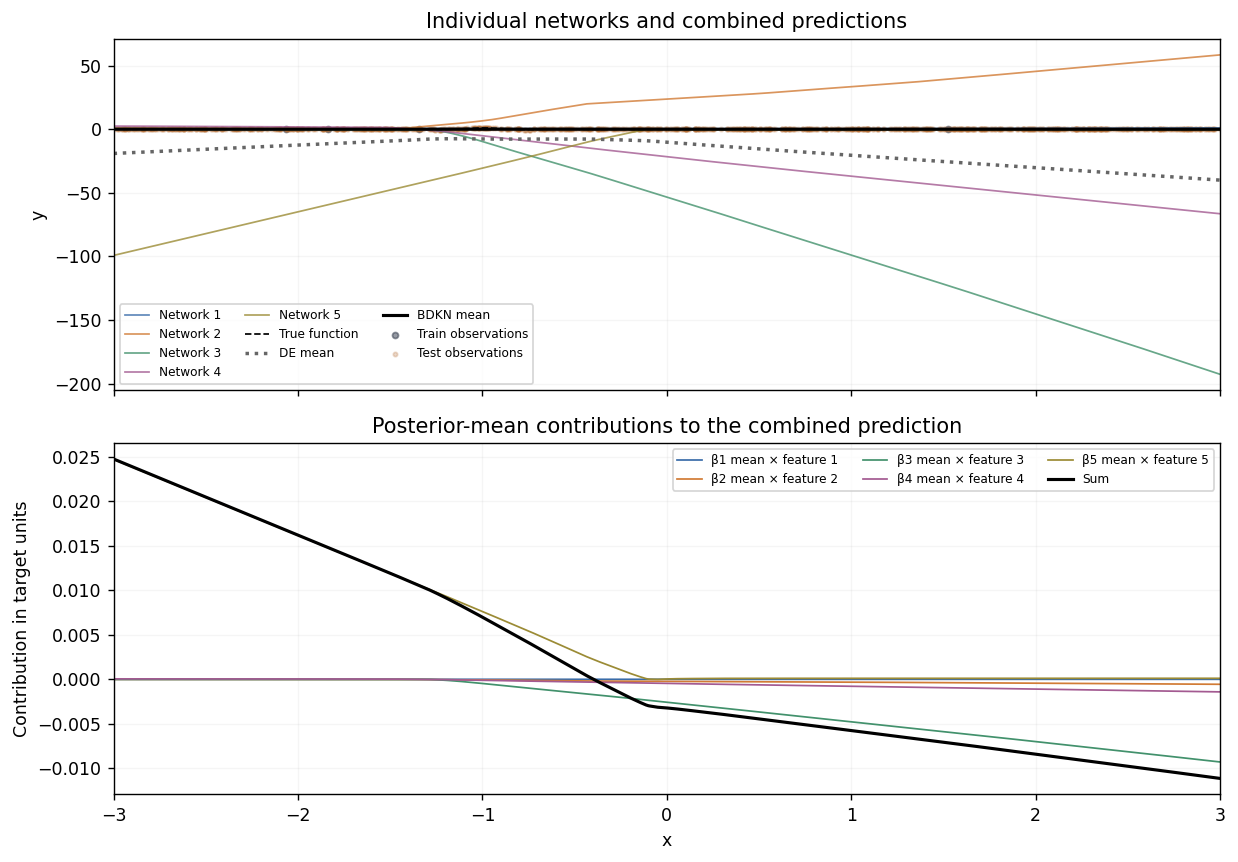 Individual networks and combined predictions
50
0
−50
−100
−150
−200
y
Network 1
Network 2
Network 3
Network 4
Network 5
True function
DE mean
BDKN mean
Train observations
Test observations
Posterior-mean contributions to the combined prediction
0.025
0.020
0.015
0.010
0.005
0.000
−0.005
−0.010
Contribution in target units
β1 mean × feature 1
β2 mean × feature 2
β3 mean × feature 3
β4 mean × feature 4
β5 mean × feature 5
Sum
−3 −2 −1 0 1 2 3
x